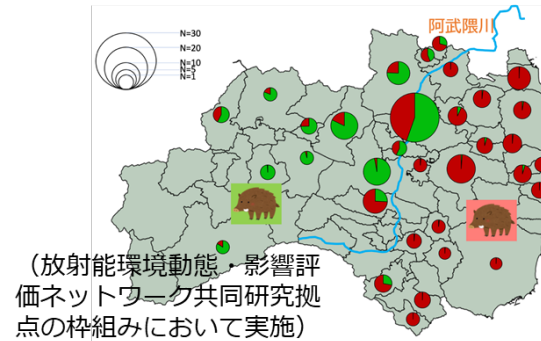 阿武隈川
N=30
N=20
N=10
N=5
N=1
(放射能環境動態・影響評
価ネットワーク共同研究拠
点の枠組みにおいて実施)